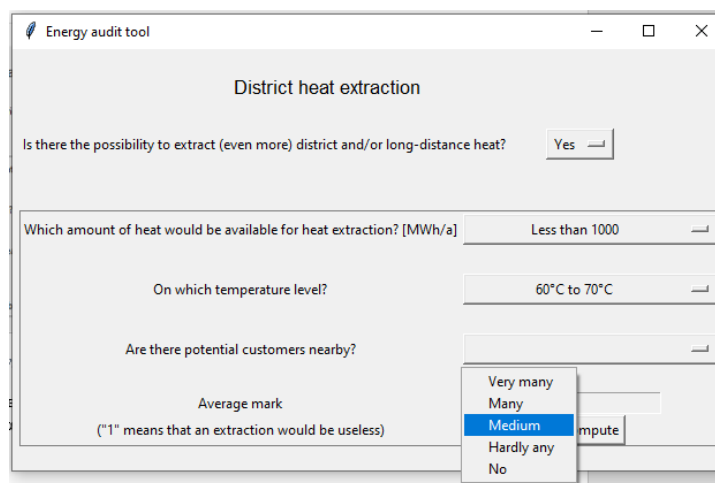 Energy audit tool
District heat extraction
Is there the possibility to extract (even more) district and/or long-distance heat? Yes
Which amount of heat would be available for heat extraction? [MWh/a] Less than 1000
On which temperature level? 60°C to 70°C
Are there potential customers nearby?
Very many
Average mark
Many
("1" means that an extraction would be useless)
Medium
Hardly any
No